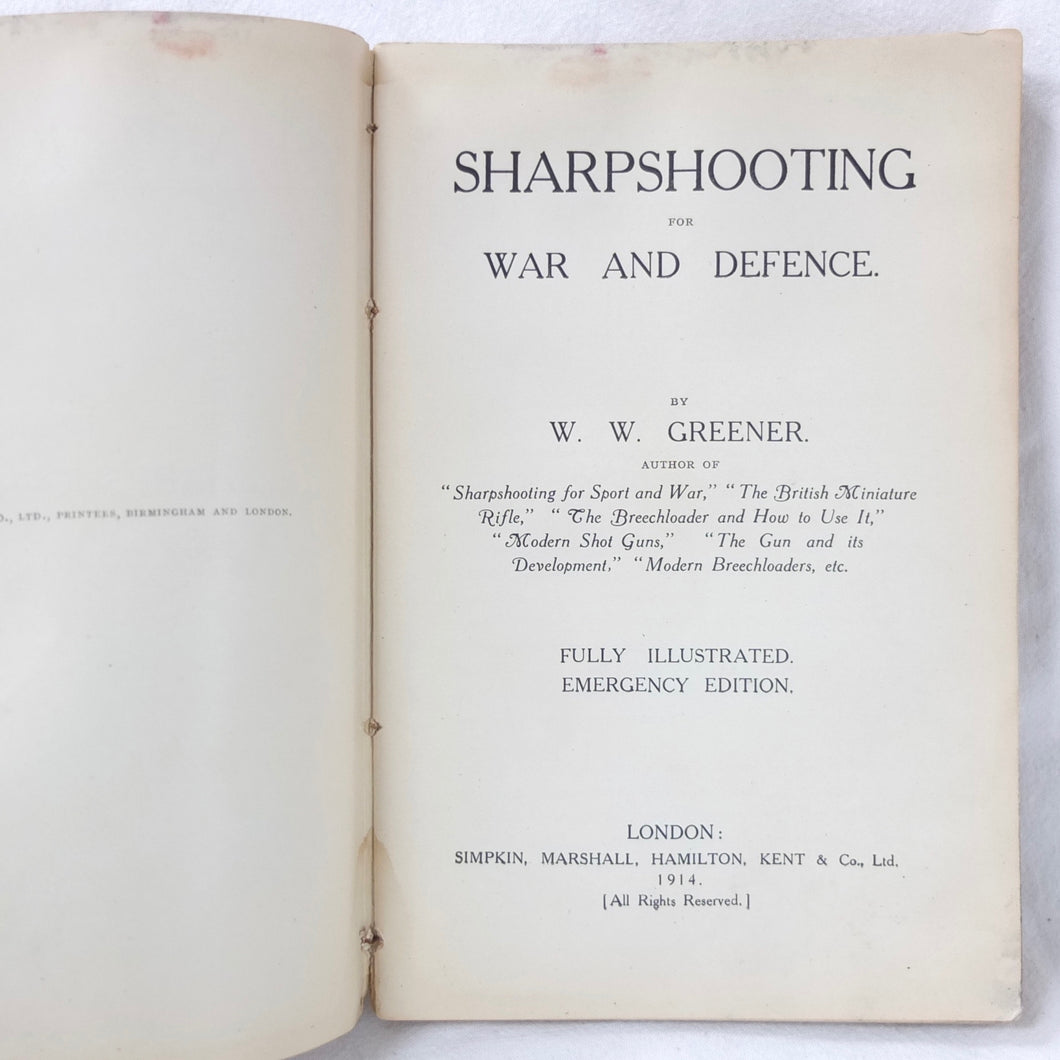 O., LTD., PRINTERS, BIRMINGHAM AND LONDON.
SHARPSHOOTING
FOR
WAR AND DEFENCE.
BY
W. W. GREENER.
AUTHOR OF
"Sharpshooting for Sport and War," "The British Miniature
Rifle," "The Breechloader and How to Use It,"
"Modern Shot Guns," "The Gun and its
Development," "Modern Breechloaders, etc.
FULLY ILLUSTRATED.
EMERGENCY EDITION.
LONDON:
SIMPKIN, MARSHALL, HAMILTON, KENT & Co., Ltd.
1914.
[All Rights Reserved.]